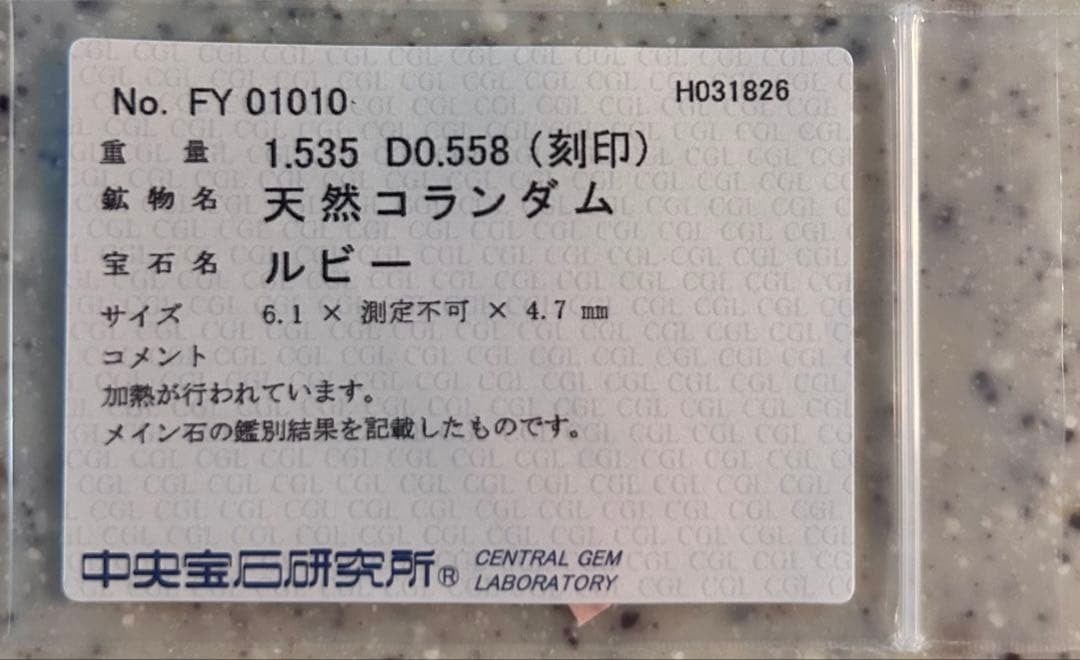 No. FY 01010
H031826
重量 1.535 D0.558(刻印)
鉱物名 天然コランダム
宝石名 ルビー
サイズ 6.1 × 測定不可 × 4.7 mm
コメント
加熱が行われています。
メイン石の鑑別結果を記載したものです。
中央宝石研究所® CENTRAL GEM
LABORATORY